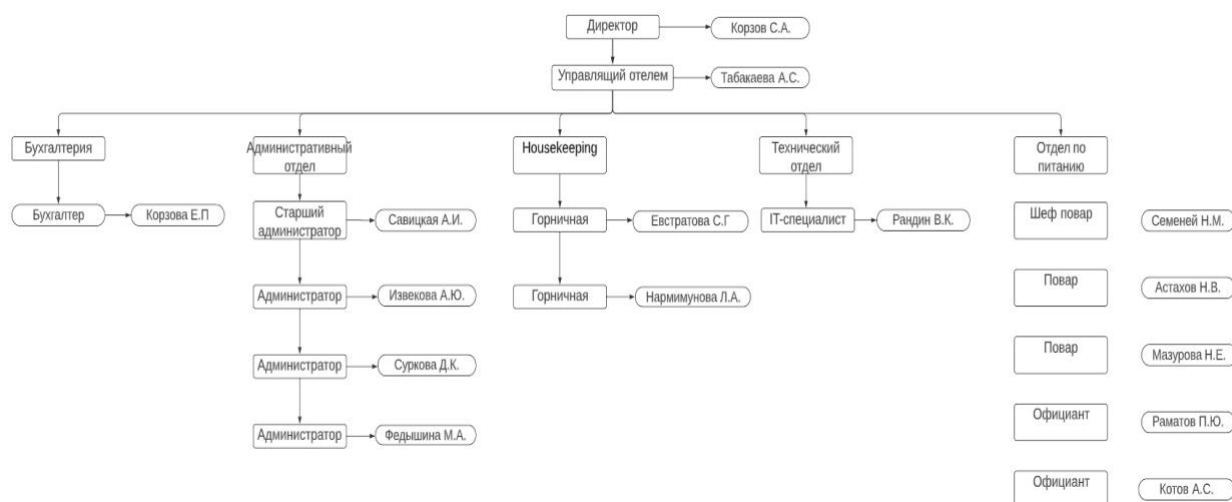 Директор
Корзов С.А.
Управлящий отелем
Табакаева А.С.
Бухгалтерия
Административный
отдел
Housekeeping
Технический
отдел
Отдел по
питанию
Бухгалтер
Корзова Е.П
Старший
администратор
Савицкая А.И.
Горничная
Евстратова С.Г
IT-специалист
Рандин В.К.
Шеф повар
Семеней Н.М.
Администратор
Извекова А.Ю.
Горничная
Нармимунова Л.А.
Повар
Астахов Н.В.
Администратор
Суркова Д.К.
Повар
Мазурова Н.Е.
Администратор
Федышина М.А.
Официант
Раматов П.Ю.
Официант
Котов А.С.